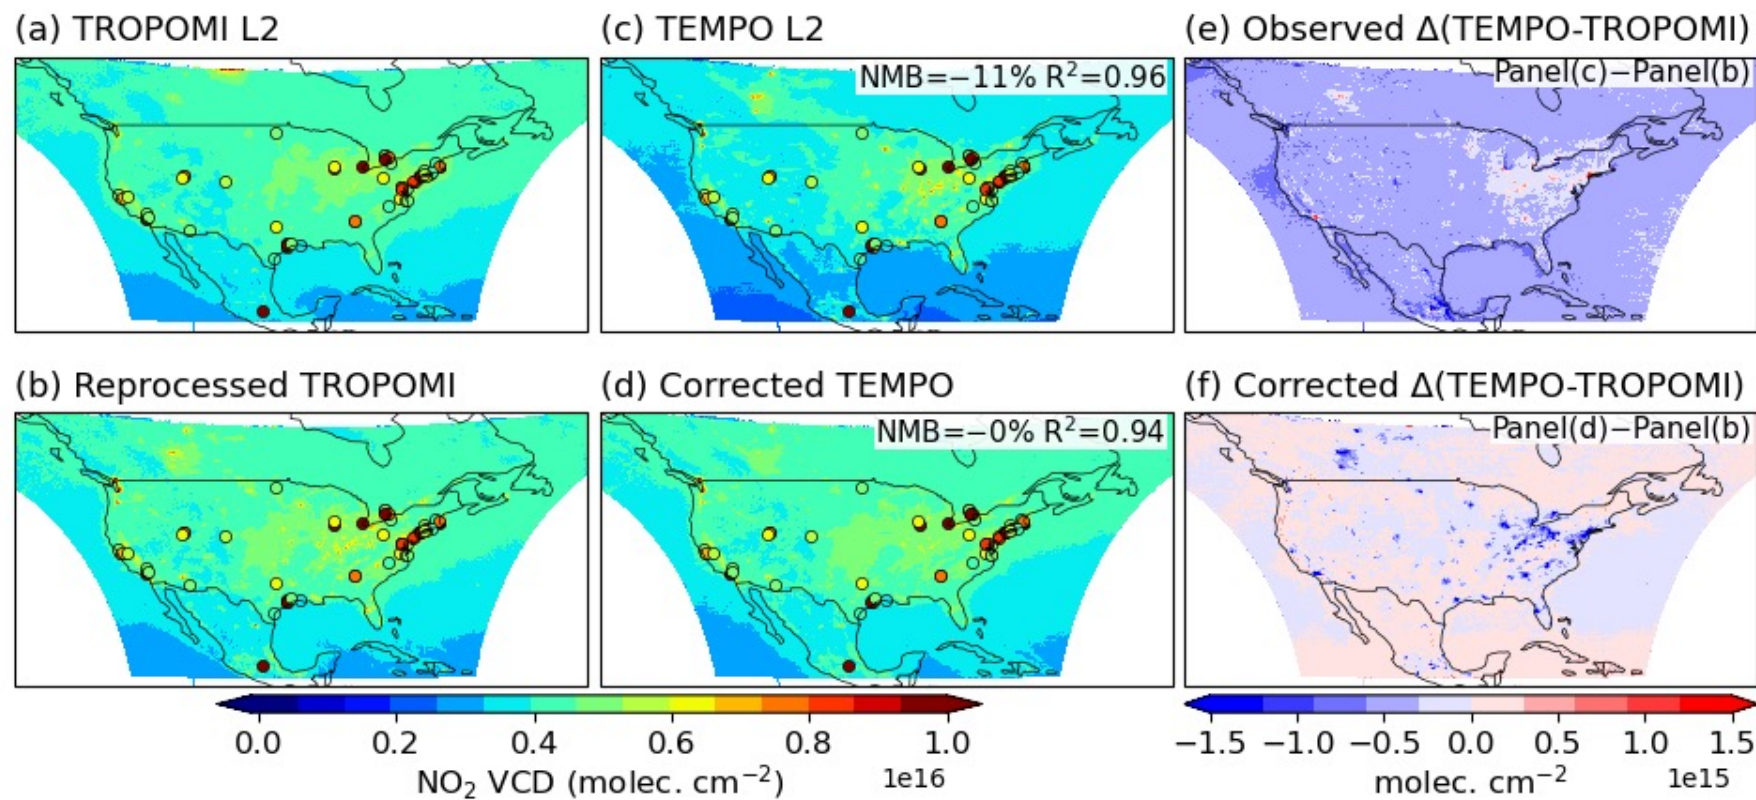 (a) TROPOMI L2
(c) TEMPO L2
(e) Observed Δ(TEMPO-TROPOMI)
NMB=−11% R²=0.96
Panel(c)−Panel(b)
(b) Reprocessed TROPOMI
(d) Corrected TEMPO
(f) Corrected Δ(TEMPO-TROPOMI)
NMB=−0% R²=0.94
Panel(d)−Panel(b)
0.0 0.2 0.4 0.6 0.8 1.0
NO₂ VCD (molec. cm⁻²)
1e16
−1.5 −1.0 −0.5 0.0 0.5 1.0 1.5
molec. cm⁻²
1e15